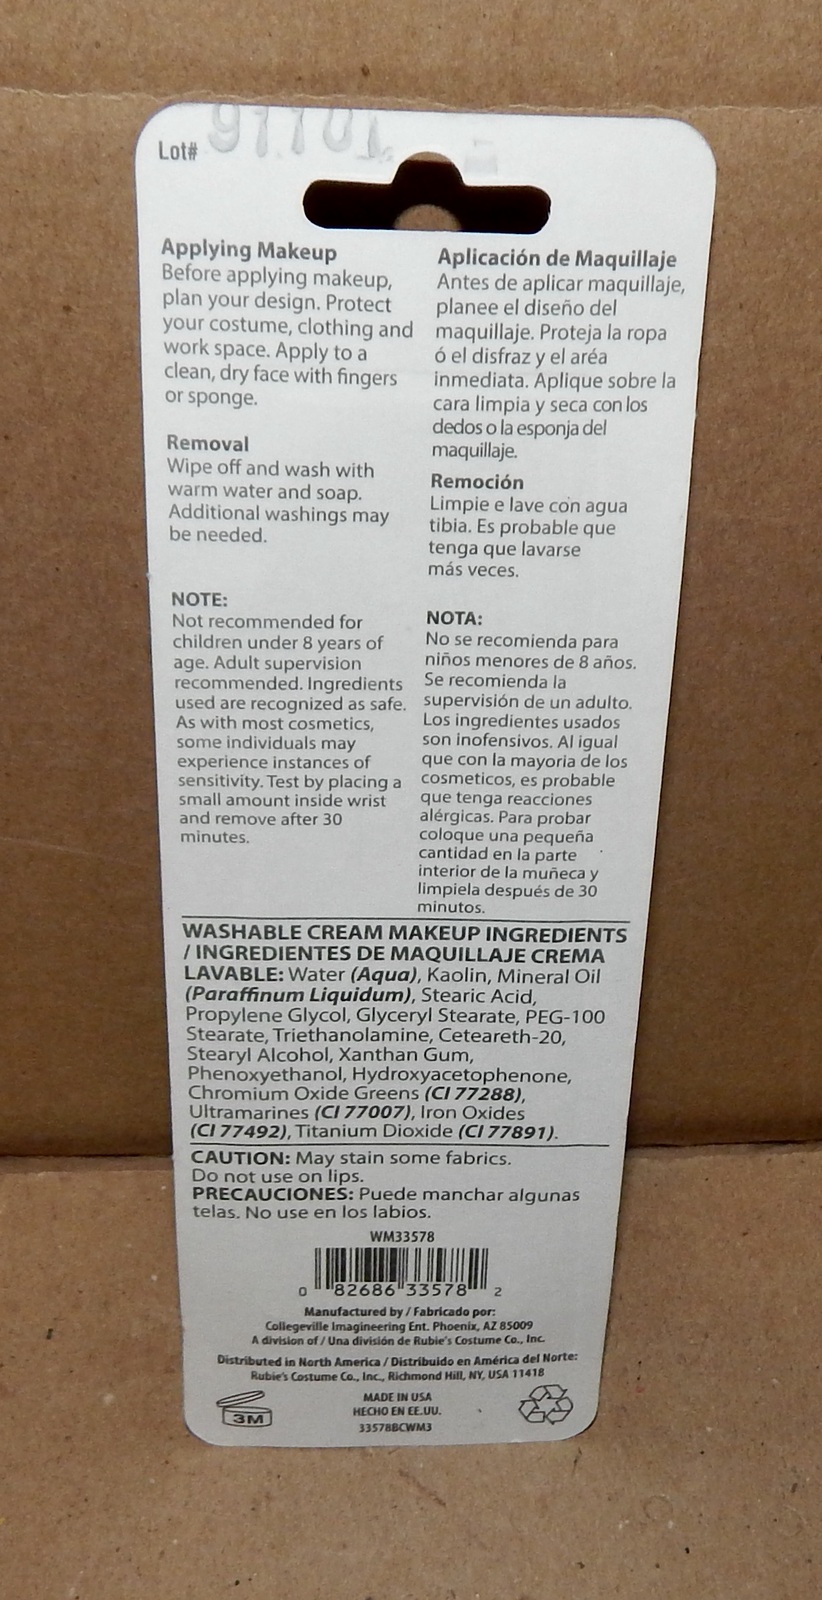 Lot#
Applying Makeup
Before applying makeup,
plan your design. Protect
your costume, clothing and
work space. Apply to a
clean, dry face with fingers
or sponge.
Removal
Wipe off and wash with
warm water and soap.
Additional washings may
be needed.
NOTE:
Not recommended for
children under 8 years of
age. Adult supervision
recommended. Ingredients
used are recognized as safe.
As with most cosmetics,
some individuals may
experience instances of
sensitivity. Test by placing a
small amount inside wrist
and remove after 30
minutes.
Aplicación de Maquillaje
Antes de aplicar maquillaje,
planee el diseño del
maquillaje. Proteja la ropa
ó el disfraz y el aréa
inmediata. Aplique sobre la
cara limpia y seca con los
dedos o la esponja del
maquillaje.
Remoción
Limpie e lave con agua
tibia. Es probable que
tenga que lavarse
más veces.
NOTA:
No se recomienda para
niños menores de 8 años.
Se recomienda la
supervisión de un adulto.
Los ingredientes usados
son inofensivos. Al igual
que con la mayoria de los
cosmeticos, es probable
que tenga reacciones
alérgicas. Para probar
coloque una pequeña
cantidad en la parte
interior de la muñeca y
limpiela después de 30
minutos.
WASHABLE CREAM MAKEUP INGREDIENTS
/ INGREDIENTES DE MAQUILLAJE CREMA
LAVABLE: Water (Aqua), Kaolin, Mineral Oil
(Paraffinum Liquidum), Stearic Acid,
Propylene Glycol, Glyceryl Stearate, PEG-100
Stearate, Triethanolamine, Ceteareth-20,
Stearyl Alcohol, Xanthan Gum,
Phenoxyethanol, Hydroxyacetophenone,
Chromium Oxide Greens (CI 77288),
Ultramarines (CI 77007), Iron Oxides
(CI 77492), Titanium Dioxide (CI 77891).
CAUTION: May stain some fabrics.
Do not use on lips.
PRECAUCIONES: Puede manchar algunas
telas. No use en los labios.
WM33578
0 82686 33578 2
Manufactured by / Fabricado por:
Collegeville Imagineering Ent. Phoenix, AZ 85009
A division of / Una división de Rubie's Costume Co., Inc.
Distributed in North America / Distribuido en América del Norte:
Rubie's Costume Co., Inc., Richmond Hill, NY, USA 11418
3M
MADE IN USA
HECHO EN EE.UU.
33578BCWM3